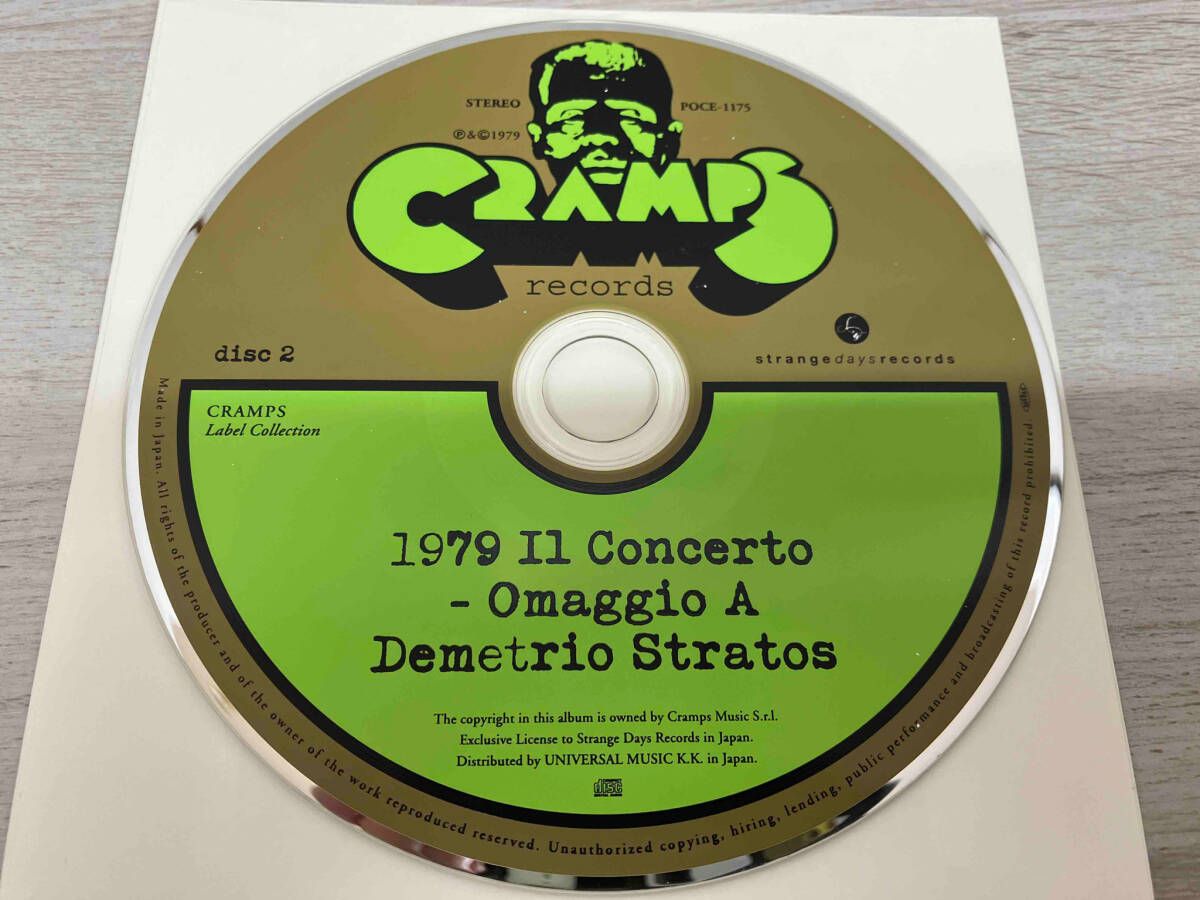 STEREO
POCE-1175
℗&©1979
CRAMPS
records
disc 2
strangedaysrecords
CRAMPS
Label Collection
1979 Il Concerto
- Omaggio A
Demetrio Stratos
The copyright in this album is owned by Cramps Music S.r.l.
Exclusive License to Strange Days Records in Japan.
Distributed by UNIVERSAL MUSIC K.K. in Japan.
disc
Made in Japan. All rights of the producer and of the owner of the work reproduced reserved. Unauthorized copying, hiring, lending, public performance and broadcasting of this record prohibited.